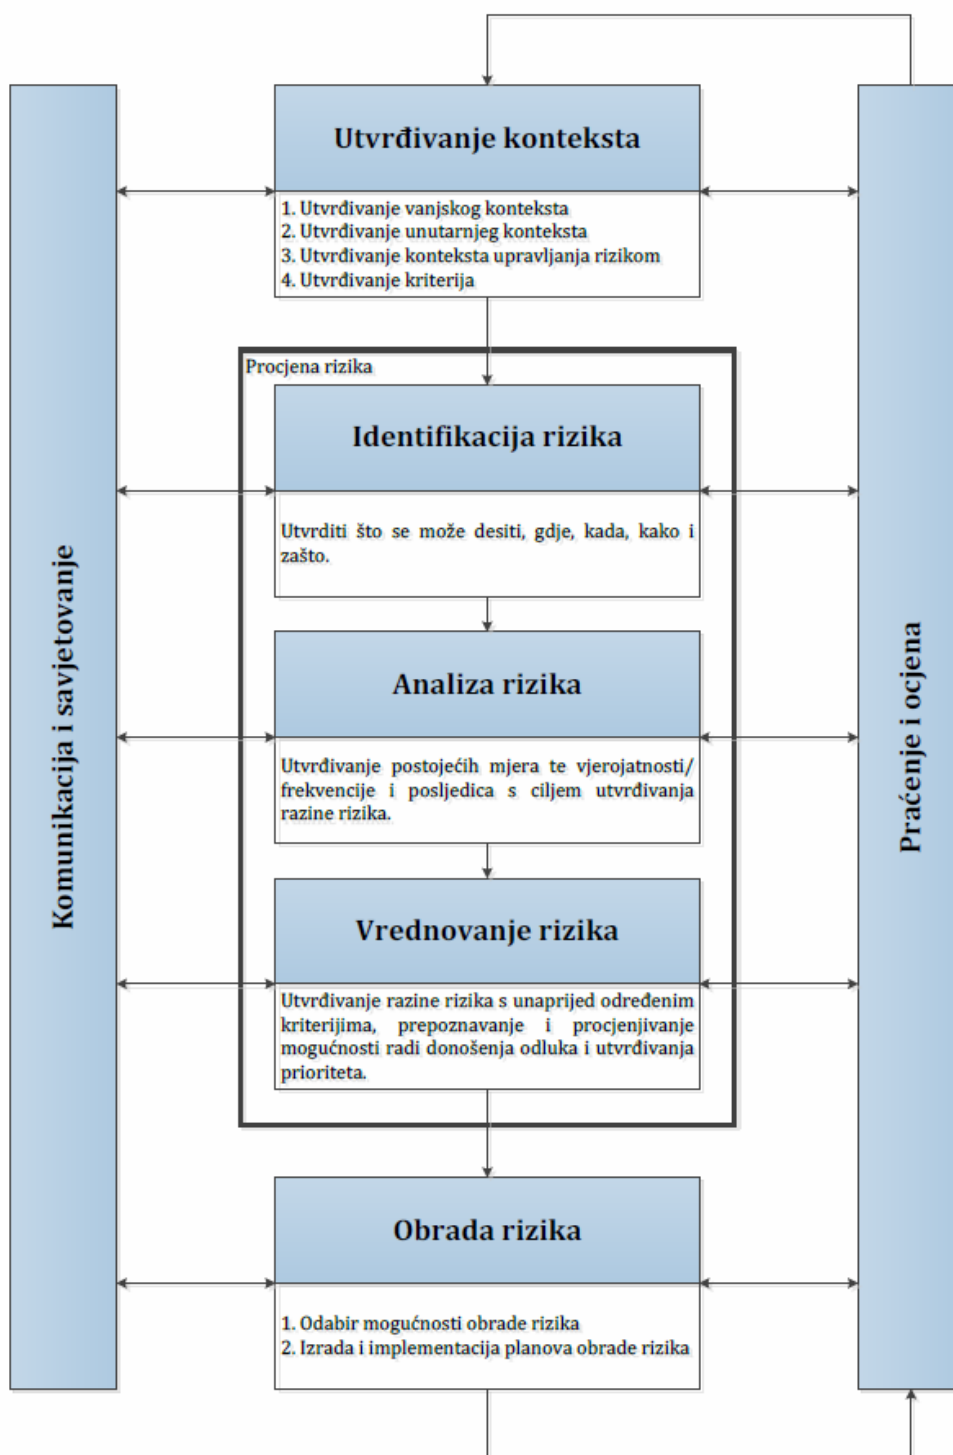 Utvrđivanje konteksta
1. Utvrđivanje vanjskog konteksta
2. Utvrđivanje unutarnjeg konteksta
3. Utvrđivanje konteksta upravljanja rizikom
4. Utvrđivanje kriterija
Procjena rizika
Identifikacija rizika
Utvrditi što se može desiti, gdje, kada, kako i
zašto.
Analiza rizika
Utvrđivanje postojećih mjera te vjerojatnosti/
frekvencije i posljedica s ciljem utvrđivanja
razine rizika.
Vrednovanje rizika
Utvrđivanje razine rizika s unaprijed određenim
kriterijima, prepoznavanje i procjenjivanje
mogućnosti radi donošenja odluka i utvrđivanja
prioriteta.
Obrada rizika
1. Odabir mogućnosti obrade rizika
2. Izrada i implementacija planova obrade rizika
Komunikacija i savjetovanje
Praćenje i ocjena